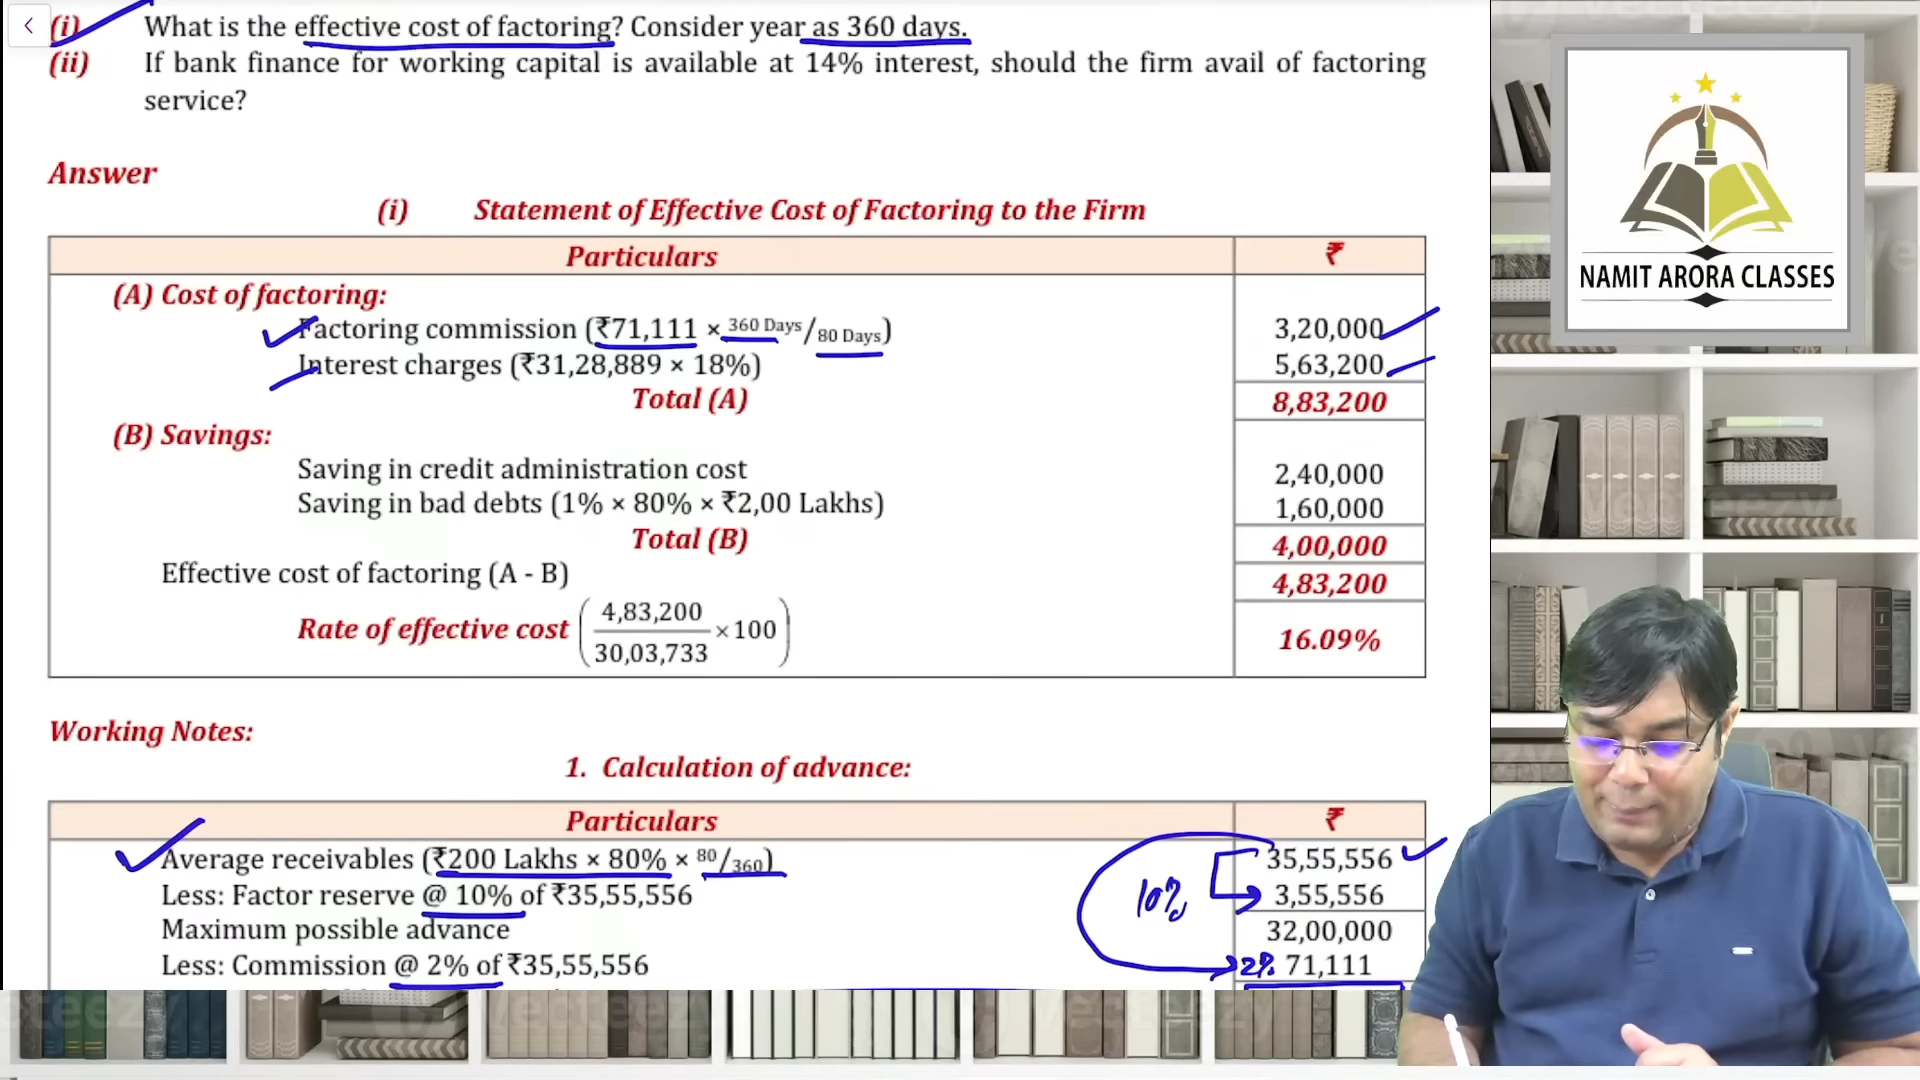 (i) What is the effective cost of factoring? Consider year as 360 days.
(ii) If bank finance for working capital is available at 14% interest, should the firm avail of factoring
service?
Answer
(i) Statement of Effective Cost of Factoring to the Firm
Particulars ₹
(A) Cost of factoring:
Factoring commission (₹71,111 × 360 Days/80 Days) 3,20,000
Interest charges (₹31,28,889 × 18%) 5,63,200
Total (A) 8,83,200
(B) Savings:
Saving in credit administration cost 2,40,000
Saving in bad debts (1% × 80% × ₹2,00 Lakhs) 1,60,000
Total (B) 4,00,000
Effective cost of factoring (A - B) 4,83,200
Rate of effective cost (4,83,200/30,03,733 × 100) 16.09%
Working Notes:
1. Calculation of advance:
Particulars ₹
Average receivables (₹200 Lakhs × 80% × 80/360) 35,55,556
Less: Factor reserve @ 10% of ₹35,55,556 10% 3,55,556
Maximum possible advance 32,00,000
Less: Commission @ 2% of ₹35,55,556 2% 71,111
NAMIT ARORA CLASSES